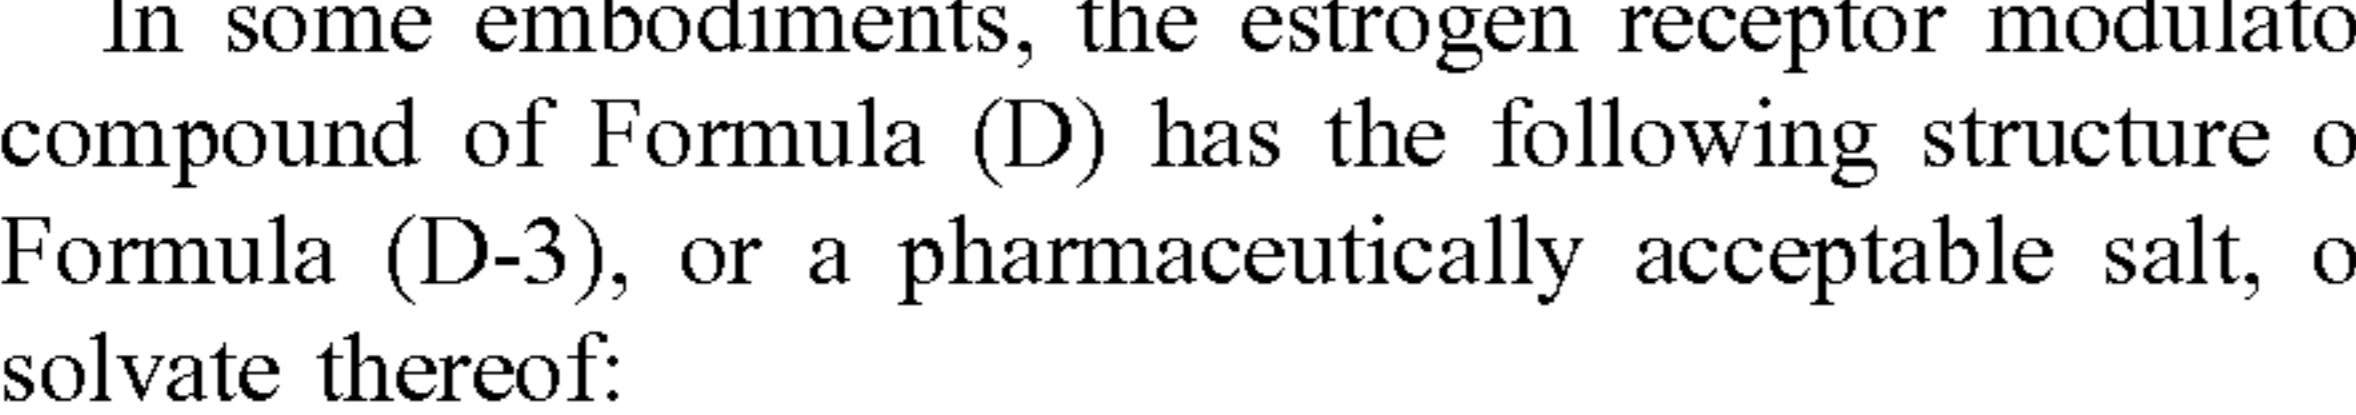 In some embodiments, the estrogen receptor modulato
compound of Formula (D) has the following structure o
Formula (D-3), or a pharmaceutically acceptable salt, o
solvate thereof: